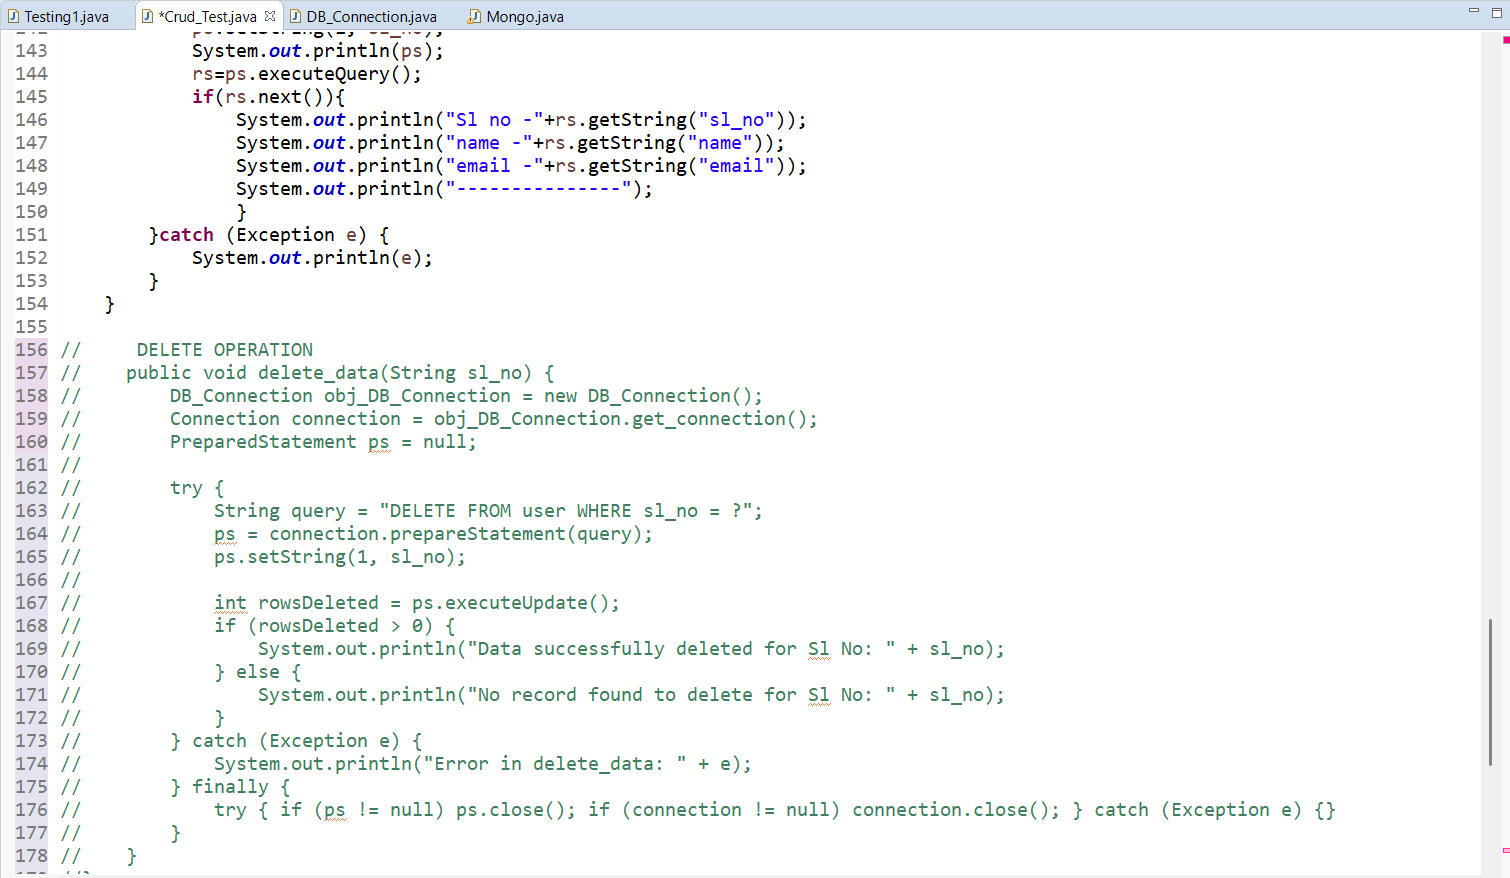 Testing1.java *Crud_Test.java DB_Connection.java Mongo.java
143 System.out.println(ps);
144 rs=ps.executeQuery();
145 if(rs.next()){
146 System.out.println("Sl no -"+rs.getString("sl_no"));
147 System.out.println("name -"+rs.getString("name"));
148 System.out.println("email -"+rs.getString("email"));
149 System.out.println("---------------");
150 }
151 }catch (Exception e) {
152 System.out.println(e);
153 }
154 }
155
156 // DELETE OPERATION
157 // public void delete_data(String sl_no) {
158 // DB_Connection obj_DB_Connection = new DB_Connection();
159 // Connection connection = obj_DB_Connection.get_connection();
160 // PreparedStatement ps = null;
161 //
162 // try {
163 // String query = "DELETE FROM user WHERE sl_no = ?";
164 // ps = connection.prepareStatement(query);
165 // ps.setString(1, sl_no);
166 //
167 // int rowsDeleted = ps.executeUpdate();
168 // if (rowsDeleted > 0) {
169 // System.out.println("Data successfully deleted for Sl No: " + sl_no);
170 // } else {
171 // System.out.println("No record found to delete for Sl No: " + sl_no);
172 // }
173 // } catch (Exception e) {
174 // System.out.println("Error in delete_data: " + e);
175 // } finally {
176 // try { if (ps != null) ps.close(); if (connection != null) connection.close(); } catch (Exception e) {}
177 // }
178 // }